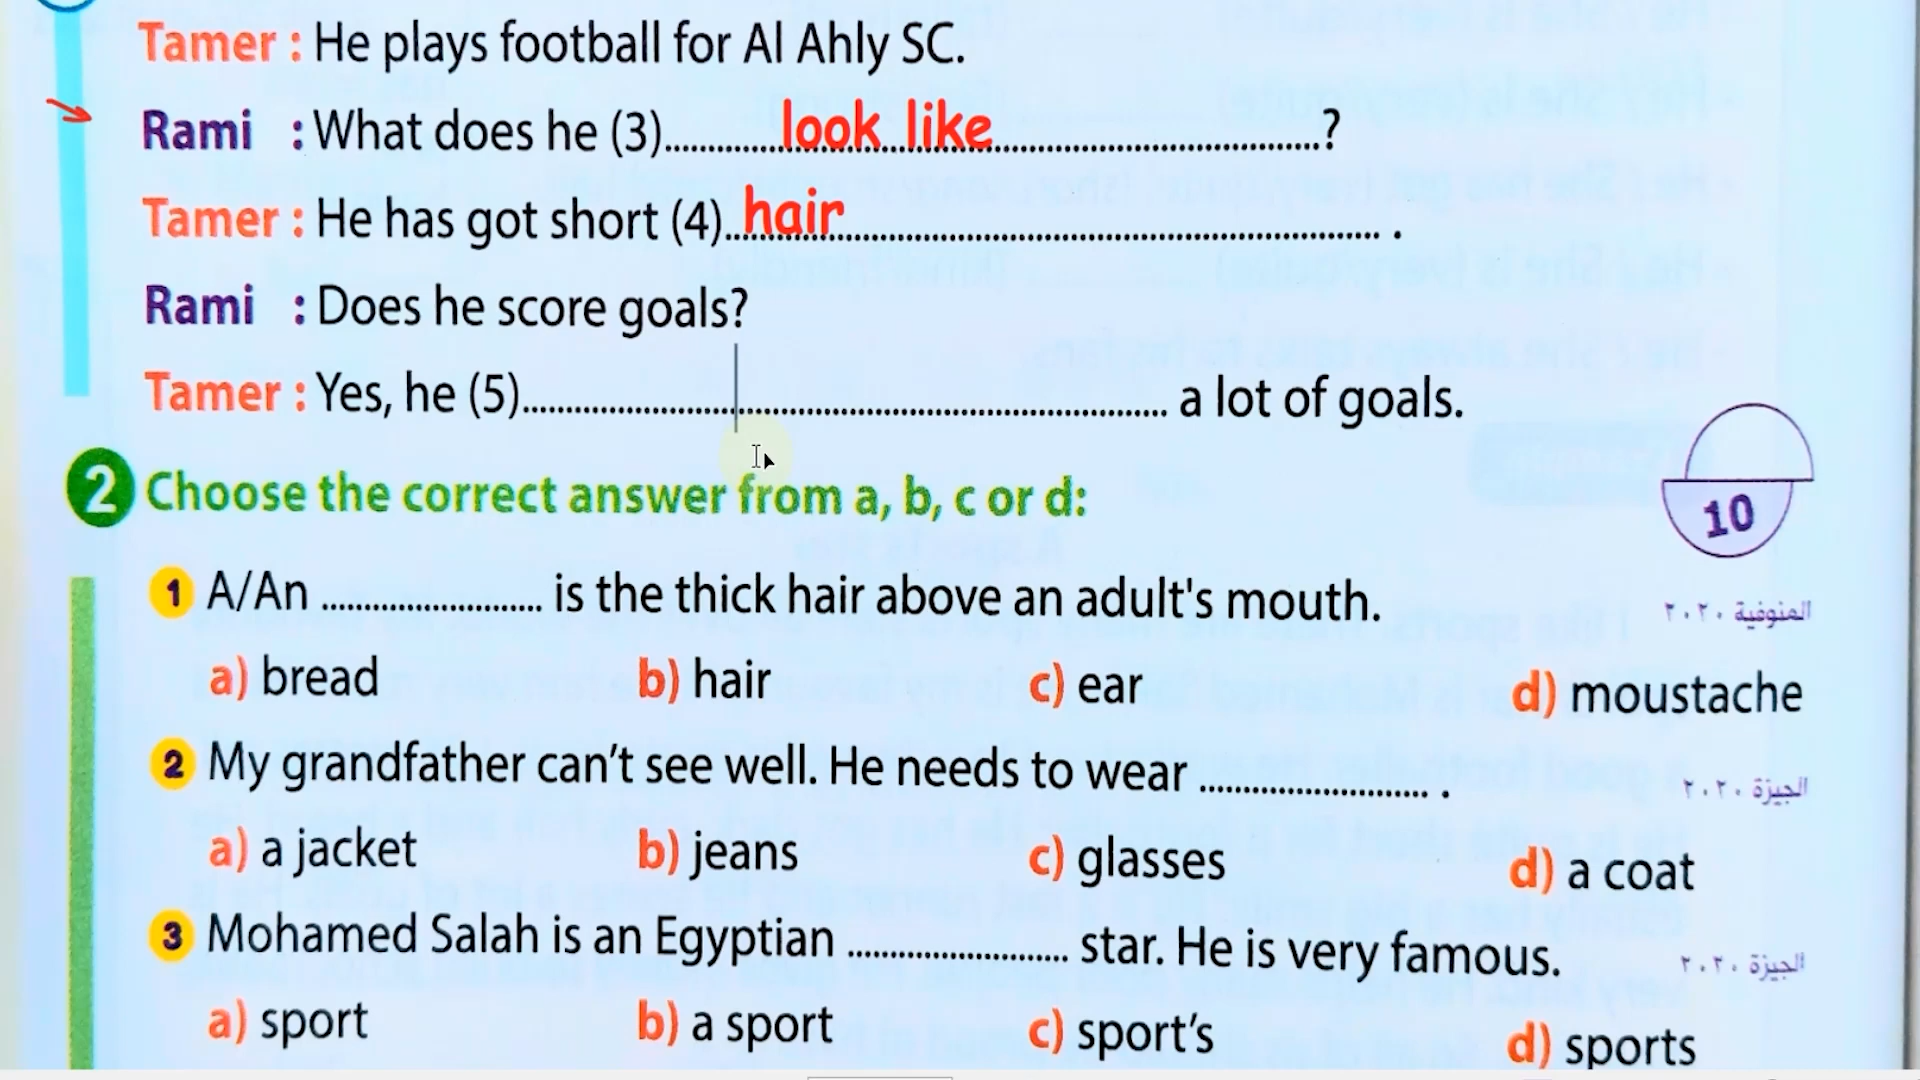 Tamer : He plays football for Al Ahly SC.
Rami : What does he (3)........look like........................?
Tamer : He has got short (4)..hair........................ .
Rami : Does he score goals?
Tamer : Yes, he (5)........................ a lot of goals.
2 Choose the correct answer from a, b, c or d:
10
1 A/An ........................ is the thick hair above an adult's mouth. المنوفية ٢٠٢٠
a) bread b) hair c) ear d) moustache
2 My grandfather can't see well. He needs to wear ........................ . الجيزة ٢٠٢٠
a) a jacket b) jeans c) glasses d) a coat
3 Mohamed Salah is an Egyptian ........................ star. He is very famous. الجيزة ٢٠٢٠
a) sport b) a sport c) sport's d) sports